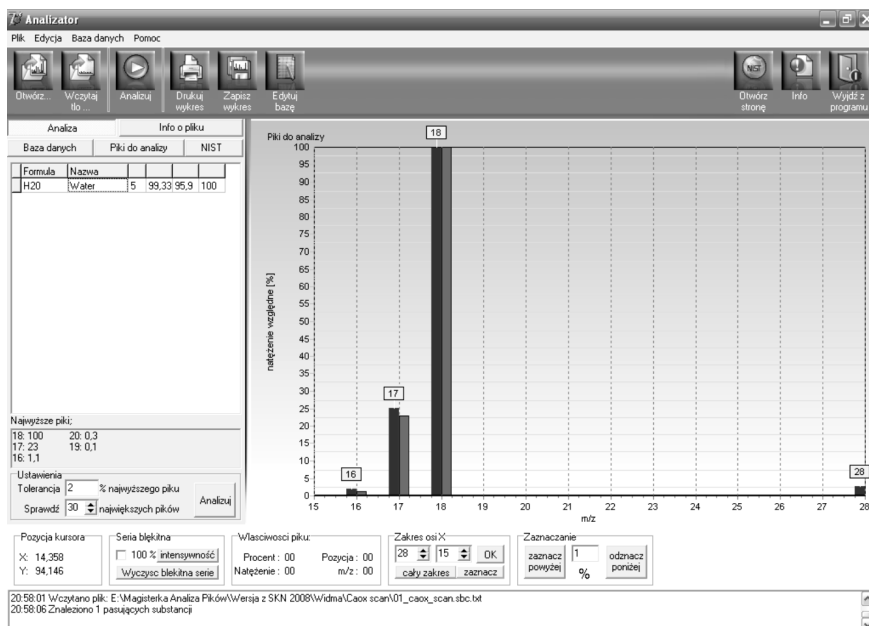 Analizator
Plik Edycja Baza danych Pomoc
Otwórz... Wczytaj tło ... Analizuj Drukuj wykres Zapisz wykres Edytuj bazę NIST Otwórz stronę Info Wyjdź z programu
Analiza Info o pliku
Baza danych Piki do analizy NIST
Formula Nazwa
H20 Water 5 99,33 95,9 100
Najwyższe piki;
18: 100 20: 0,3
17: 23 19: 0,1
16: 1,1
Ustawienia
Tolerancja 2 % najwyższego piku
Sprawdź 30 największych pików
Analizuj
Piki do analizy
natężenie względne [%]
100
95
90
85
80
75
70
65
60
55
50
45
40
35
30
25
20
15
10
5
0
16
17
18
28
15 16 17 18 19 20 21 22 23 24 25 26 27 28
m/z
Pozycja kursora
X: 14,358
Y: 94,146
Seria błękitna
100 % intensywność
Wyczysc blekitna serie
Wlasciwosci piku:
Procent : 00 Pozycja : 00
Natężenie : 00 m/z : 00
Zakres osi X
28 15 OK
cały zakres zaznacz
Zaznaczanie
zaznacz powyżej 1 % odznacz poniżej
20:58:01 Wczytano plik: E:\Magisterka Analiza Pików\Wersja z SKN 2008\Widma\Caox scan\01_caox_scan.sbc.txt
20:58:06 Znaleziono 1 pasujących substancji